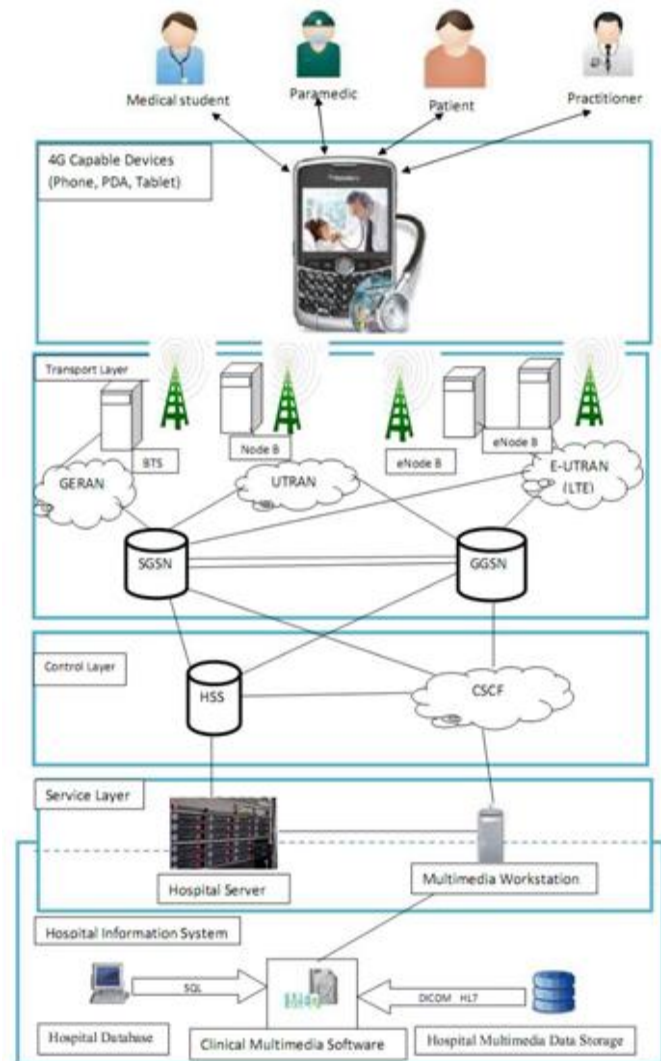 Medical student
Paramedic
Patient
Practitioner
4G Capable Devices
(Phone, PDA, Tablet)
Transport Layer
BTS
Node B
eNode B
eNode B
GERAN
UTRAN
E-UTRAN
(LTE)
SGSN
GGSN
Control Layer
HSS
CSCF
Service Layer
Hospital Server
Multimedia Workstation
Hospital Information System
SQL
DICOM HL7
Hospital Database
Clinical Multimedia Software
Hospital Multimedia Data Storage